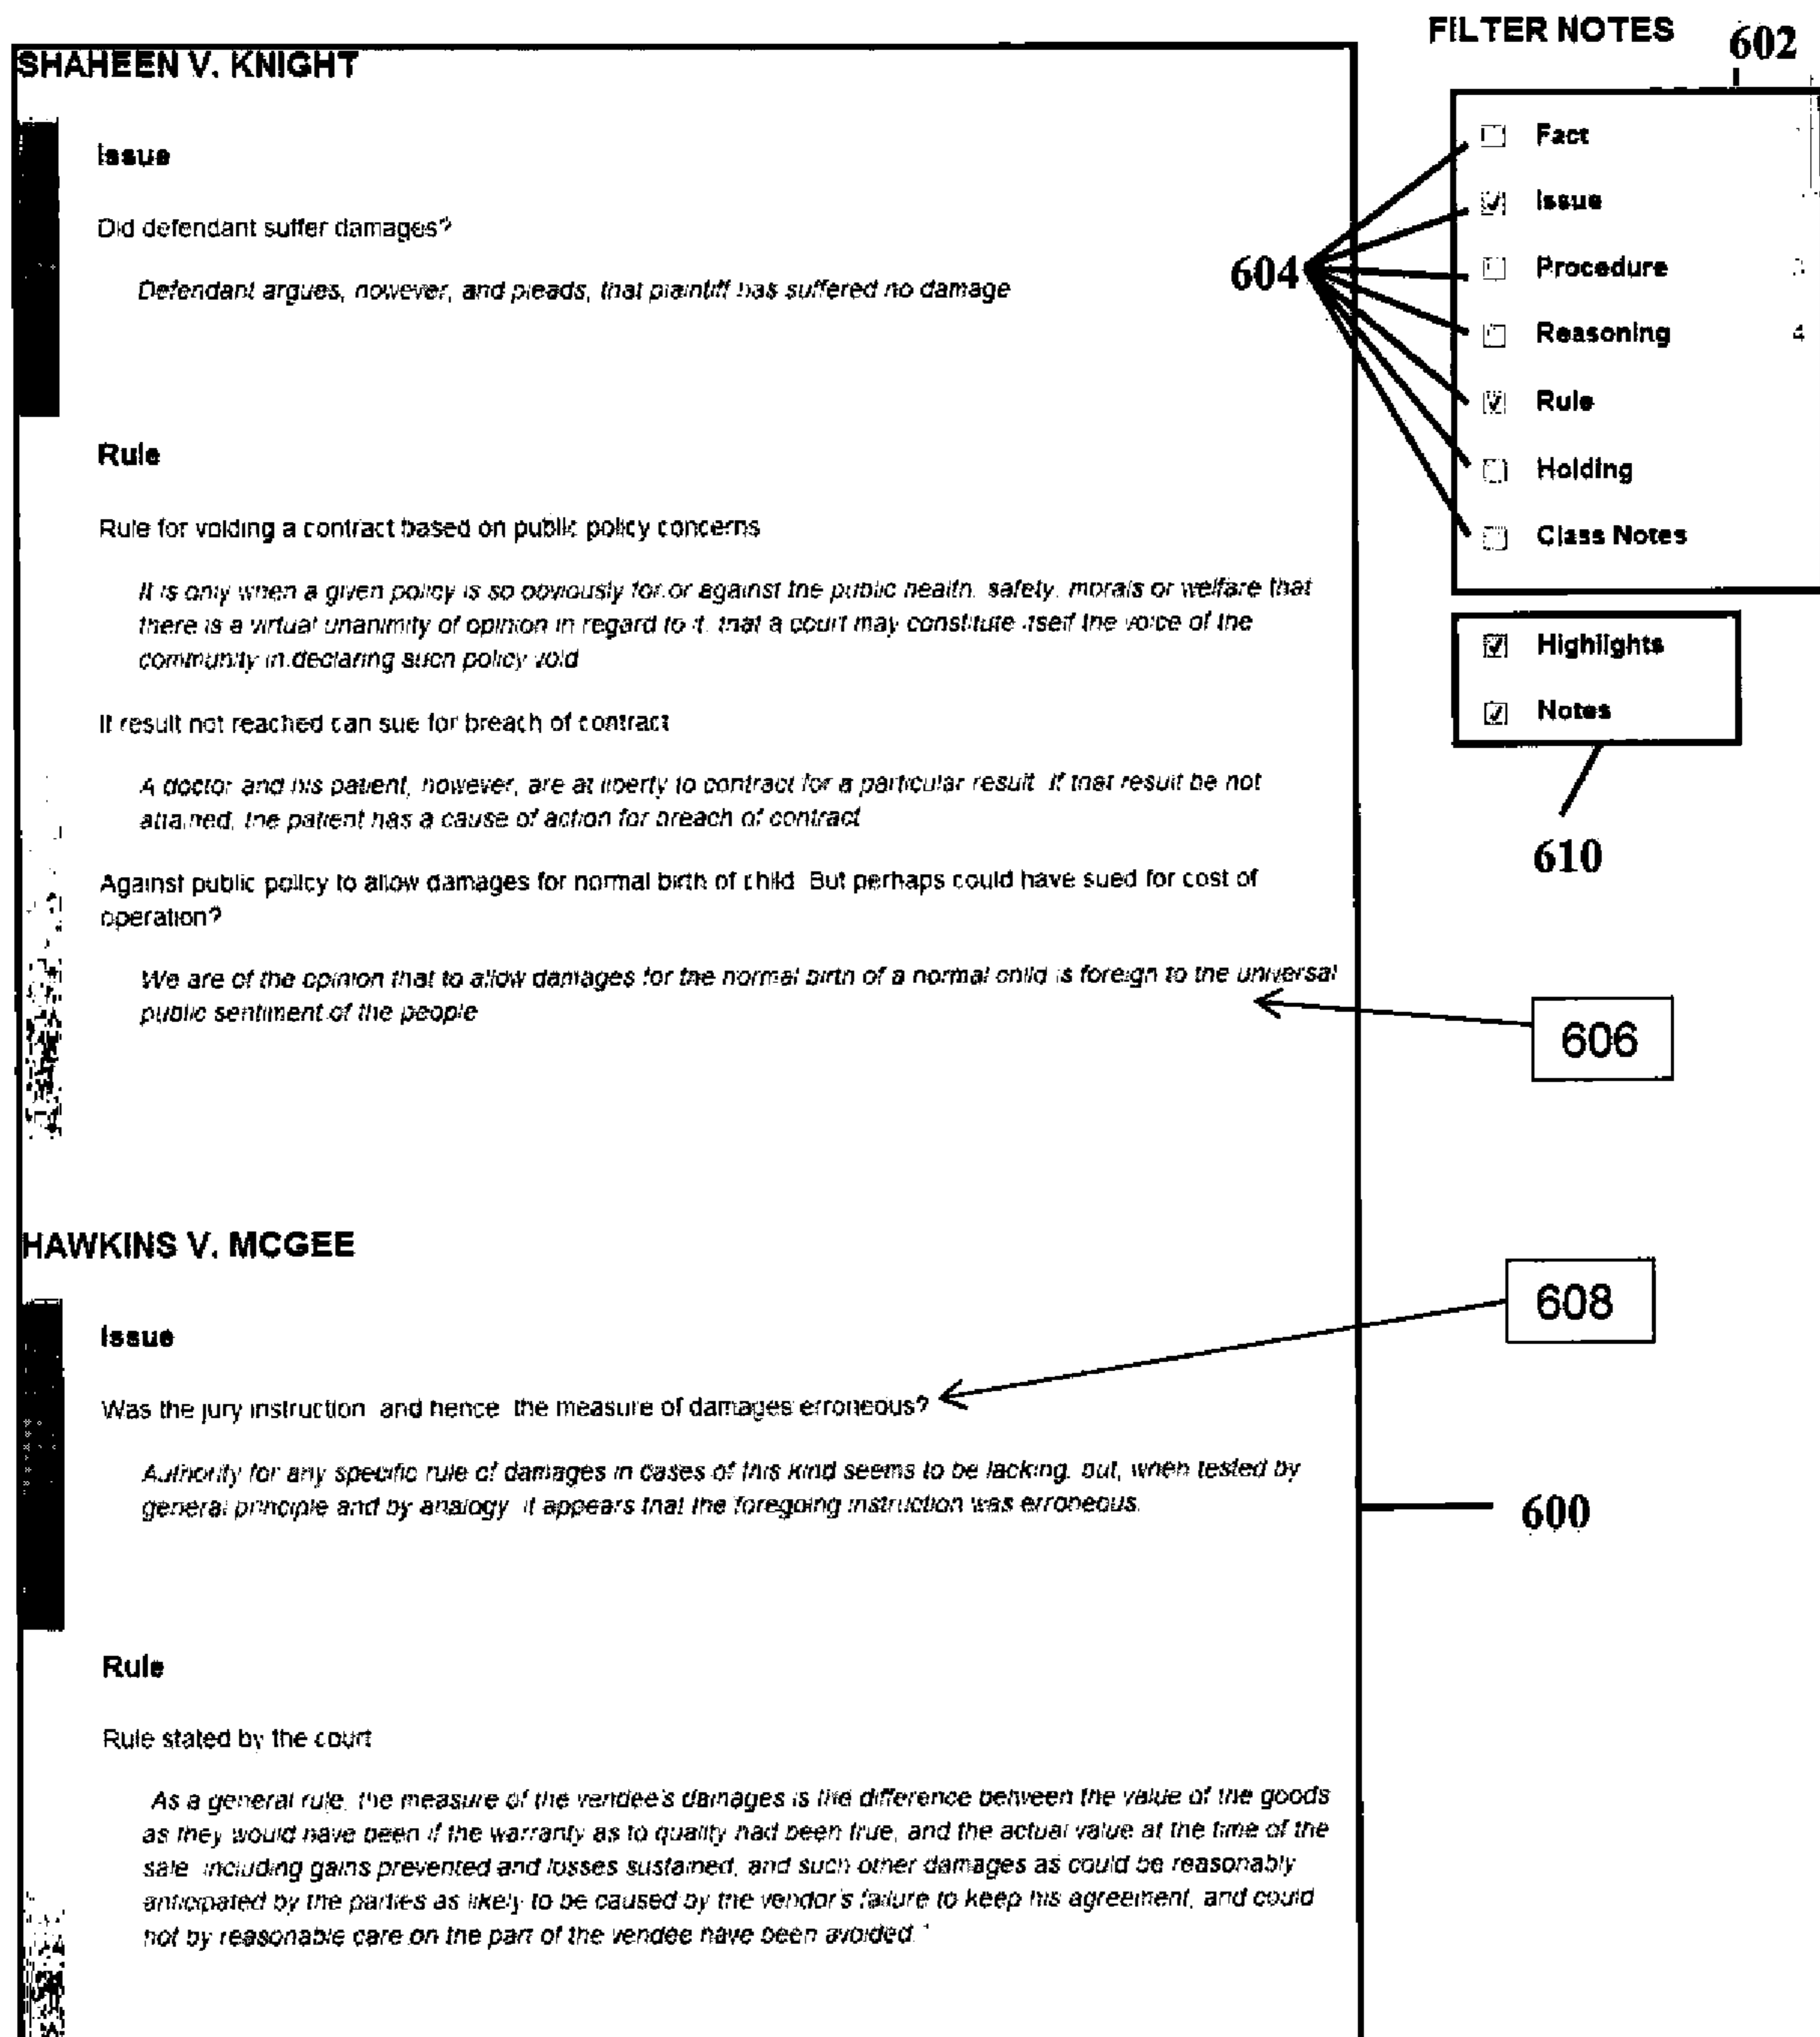 FILTER NOTES
602
SHAHEEN V. KNIGHT
Issue
Did defendant suffer damages?
Defendant argues, however, and pleads, that plaintiff has suffered no damage
Rule
Rule for voiding a contract based on public policy concerns
It is only when a given policy is so obviously for or against the public health, safety, morals or welfare that
there is a virtual unanimity of opinion in regard to it, that a court may constitute itself the voice of the
community in declaring such policy void
If result not reached can sue for breach of contract
A doctor and his patient, however, are at liberty to contract for a particular result. If that result be not
attained, the patient has a cause of action for breach of contract
Against public policy to allow damages for normal birth of child But perhaps could have sued for cost of
operation?
We are of the opinion that to allow damages for the normal birth of a normal child is foreign to the universal
public sentiment of the people
HAWKINS V. MCGEE
Issue
Was the jury instruction and hence the measure of damages erroneous?
Authority for any specific rule of damages in cases of this kind seems to be lacking, but, when tested by
general principle and by analogy it appears that the foregoing instruction was erroneous.
Rule
Rule stated by the court
As a general rule, the measure of the vendee's damages is the difference between the value of the goods
as they would have been if the warranty as to quality had been true, and the actual value at the time of the
sale including gains prevented and losses sustained, and such other damages as could be reasonably
anticipated by the parties as likely to be caused by the vendor's failure to keep his agreement, and could
not by reasonable care on the part of the vendee have been avoided."
604
Fact
Issue
Procedure 3
Reasoning 4
Rule
Holding
Class Notes
Highlights
Notes
610
606
608
600